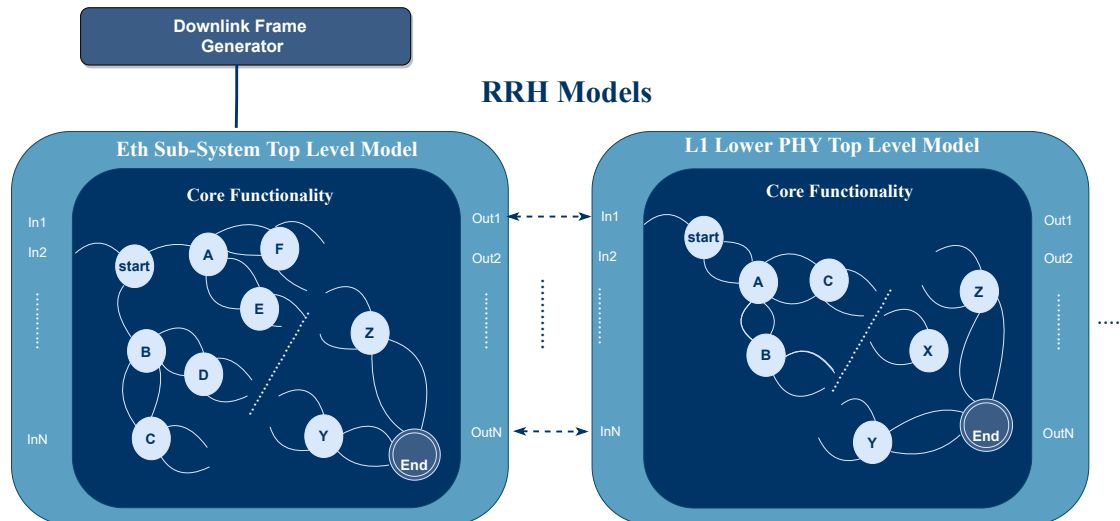 Downlink Frame
Generator
RRH Models
Eth Sub-System Top Level Model
Core Functionality
In1
In2
InN
start
A
F
E
B
D
C
Z
Y
End
Out1
Out2
OutN
L1 Lower PHY Top Level Model
Core Functionality
In1
In2
InN
start
A
C
B
Z
X
Y
End
Out1
Out2
OutN